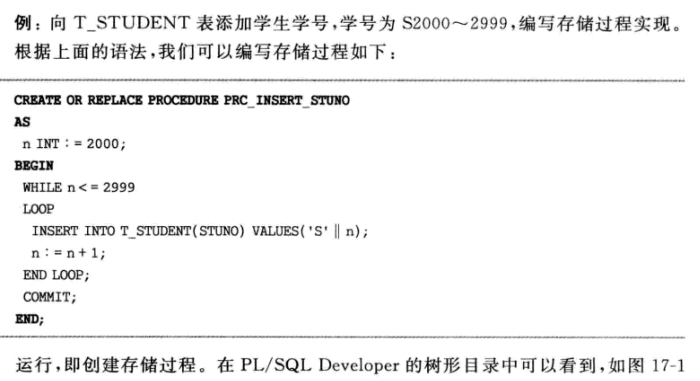 例：向 T_STUDENT 表添加学生学号，学号为 S2000～2999，编写存储过程实现。
根据上面的语法，我们可以编写存储过程如下：
CREATE OR REPLACE PROCEDURE PRC_INSERT_STUNO
AS
n INT := 2000;
BEGIN
WHILE n <= 2999
LOOP
INSERT INTO T_STUDENT(STUNO) VALUES('S' ‖ n);
n := n + 1;
END LOOP;
COMMIT;
END;
运行，即创建存储过程。在 PL/SQL Developer 的树形目录中可以看到，如图 17-1